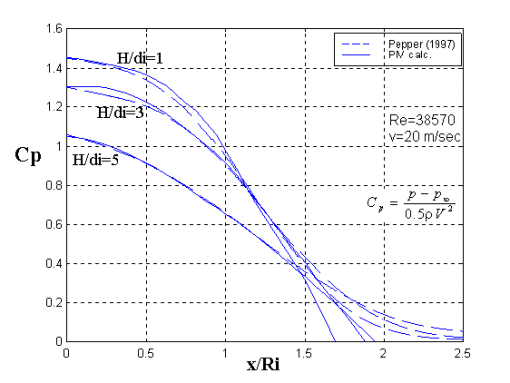 1.6
1.4
1.2
1
0.8
0.6
0.4
0.2
0
Cp
H/di=1
H/di=3
H/di=5
Pepper (1997)
PIV calc.
Re=38570
v=20 m/sec
C_p = (p − p_∞) / (0.5ρV²)
0 0.5 1 1.5 2 2.5
x/Ri